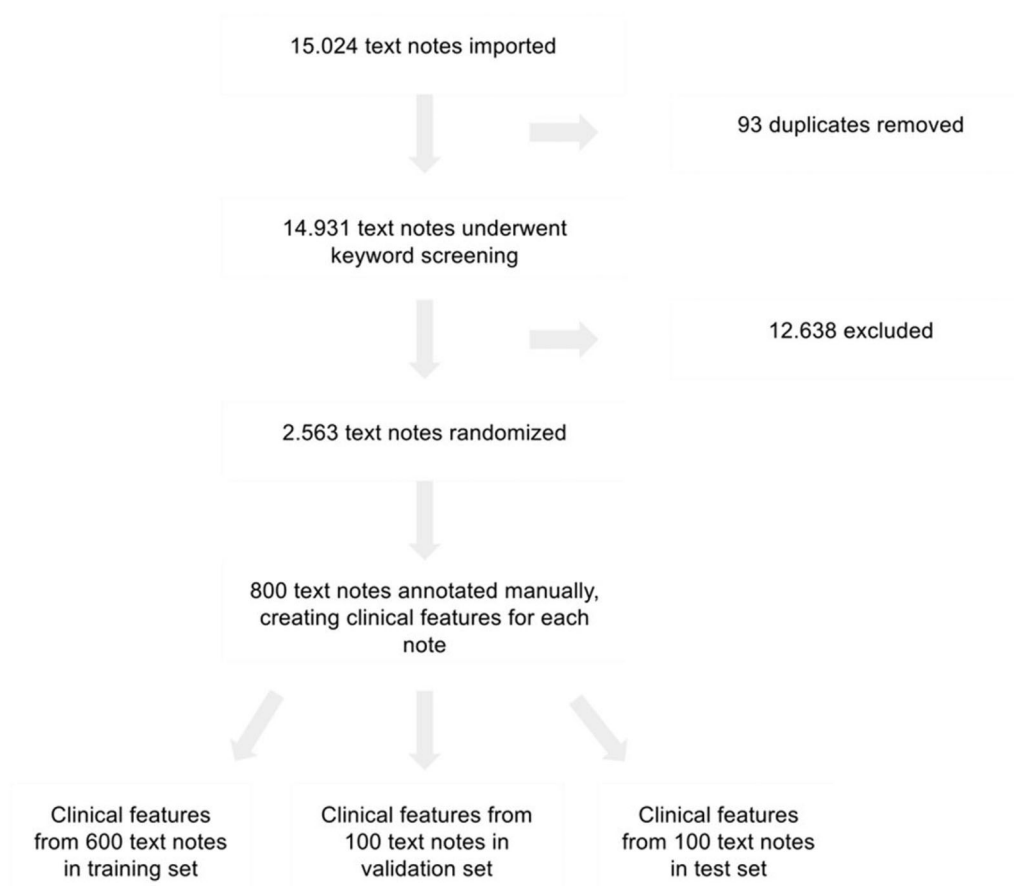 15.024 text notes imported
93 duplicates removed
14.931 text notes underwent
keyword screening
12.638 excluded
2.563 text notes randomized
800 text notes annotated manually,
creating clinical features for each
note
Clinical features
from 600 text notes
in training set
Clinical features from
100 text notes in
validation set
Clinical features
from 100 text notes
in test set